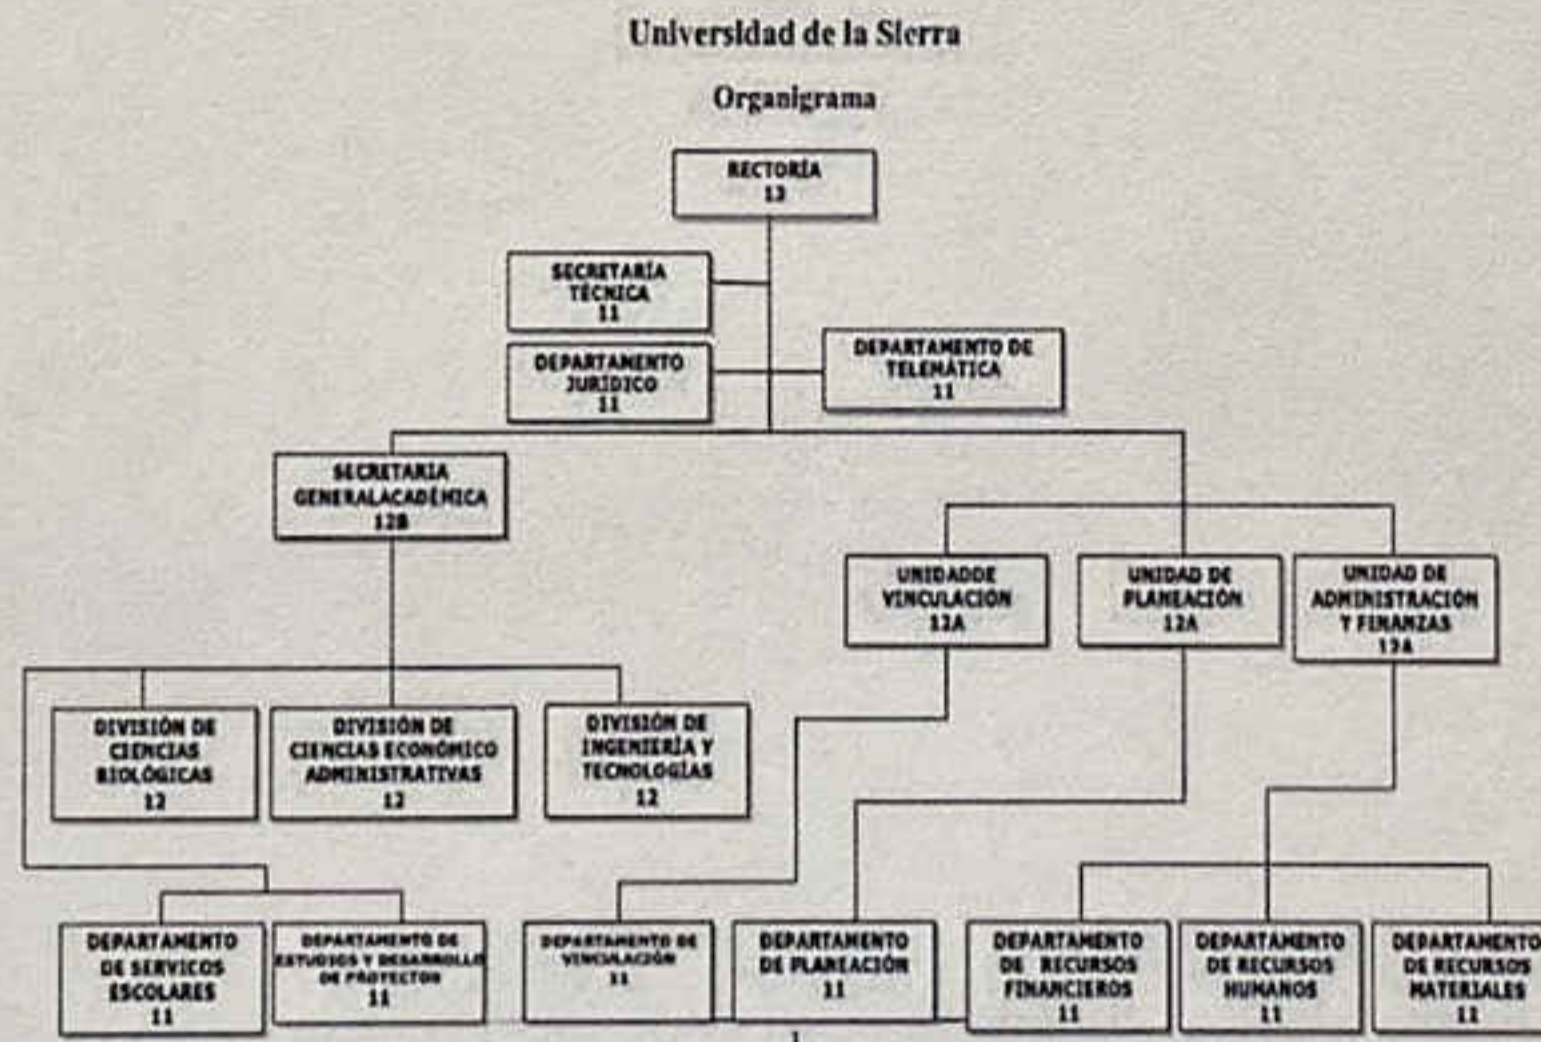 Universidad de la Sierra
Organigrama
RECTORÍA
13
SECRETARÍA
TÉCNICA
11
DEPARTAMENTO
JURÍDICO
11
DEPARTAMENTO DE
TELEMÁTICA
11
SECRETARIA
GENERALACADÉMICA
12B
UNIDADDE
VINCULACIÓN
12A
UNIDAD DE
PLANEACIÓN
12A
UNIDAD DE
ADMINISTRACIÓN
Y FINANZAS
12A
DIVISIÓN DE
CIENCIAS
BIOLÓGICAS
12
DIVISIÓN DE
CIENCIAS ECONÓMICO
ADMINISTRATIVAS
12
DIVISIÓN DE
INGENIERÍA Y
TECNOLOGÍAS
12
DEPARTAMENTO
DE SERVICOS
ESCOLARES
11
DEPARTAMENTO DE
ESTUDIOS Y DESARROLLO
DE PROYECTOR
11
DEPARTAMENTO DE
VINCULACIÓN
11
DEPARTAMENTO
DE PLANEACIÓN
11
DEPARTAMENTO
DE RECURSOS
FINANCIEROS
11
DEPARTAMENTO
DE RECURSOS
HUMANOS
11
DEPARTAMENTO
DE RECURSOS
MATERIALES
11
1